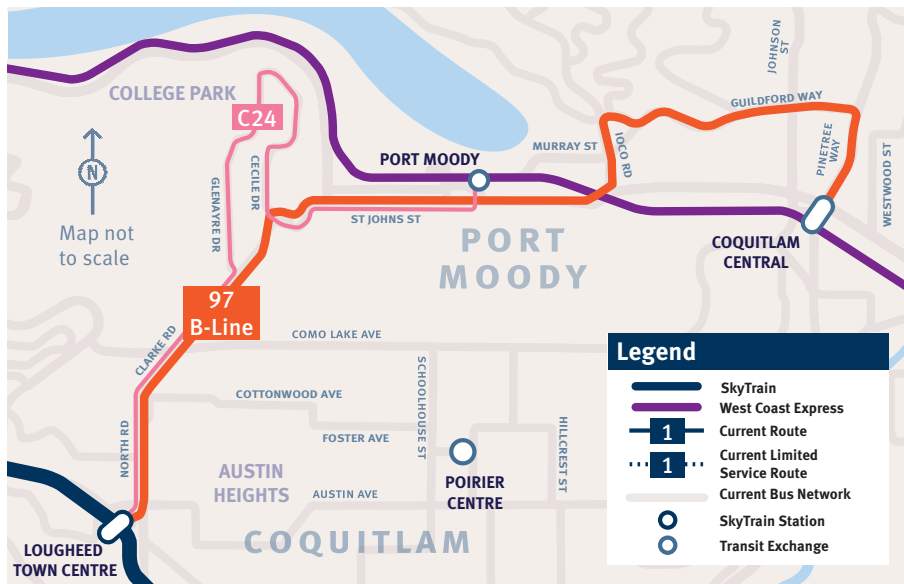 JOHNSON
ST
COLLEGE PARK
C24
GUILDFORD WAY
MURRAY ST
IOCO RD
PINETREE
WAY
WESTWOOD ST
PORT MOODY
N
CECILE DR
GLENAYRE DR
ST JOHNS ST
Map not
to scale
PORT
MOODY
COQUITLAM
CENTRAL
97
B-Line
CLARKE RD
COMO LAKE AVE
SCHOOLHOUSE ST
COTTONWOOD AVE
NORTH RD
FOSTER AVE
HILLCREST ST
AUSTIN
HEIGHTS
AUSTIN AVE
POIRIER
CENTRE
COQUITLAM
LOUGHEED
TOWN CENTRE
Legend
SkyTrain
West Coast Express
1
Current Route
1
Current Limited
Service Route
Current Bus Network
SkyTrain Station
Transit Exchange